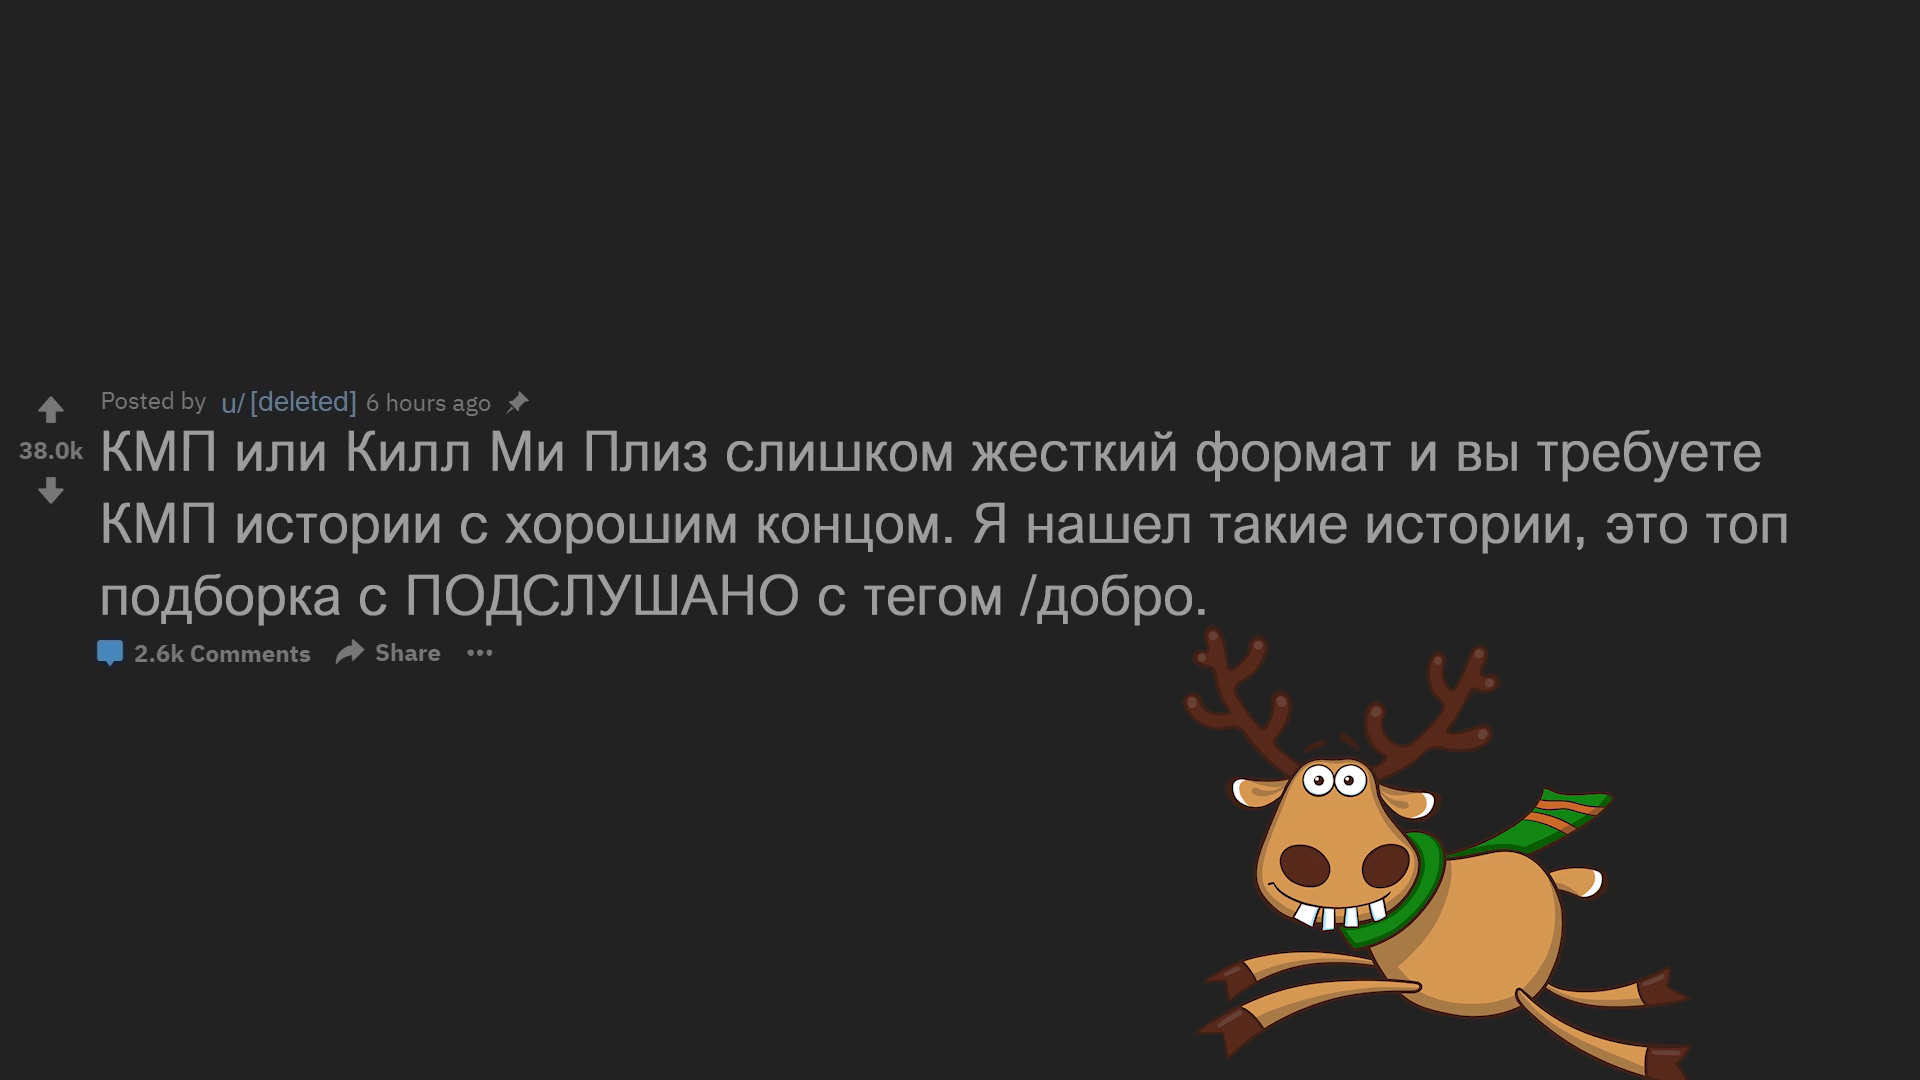 Posted by u/[deleted] 6 hours ago
38.0k
КМП или Килл Ми Плиз слишком жесткий формат и вы требуете
КМП истории с хорошим концом. Я нашел такие истории, это топ
подборка с ПОДСЛУШАНО с тегом /добро.
2.6k Comments Share •••